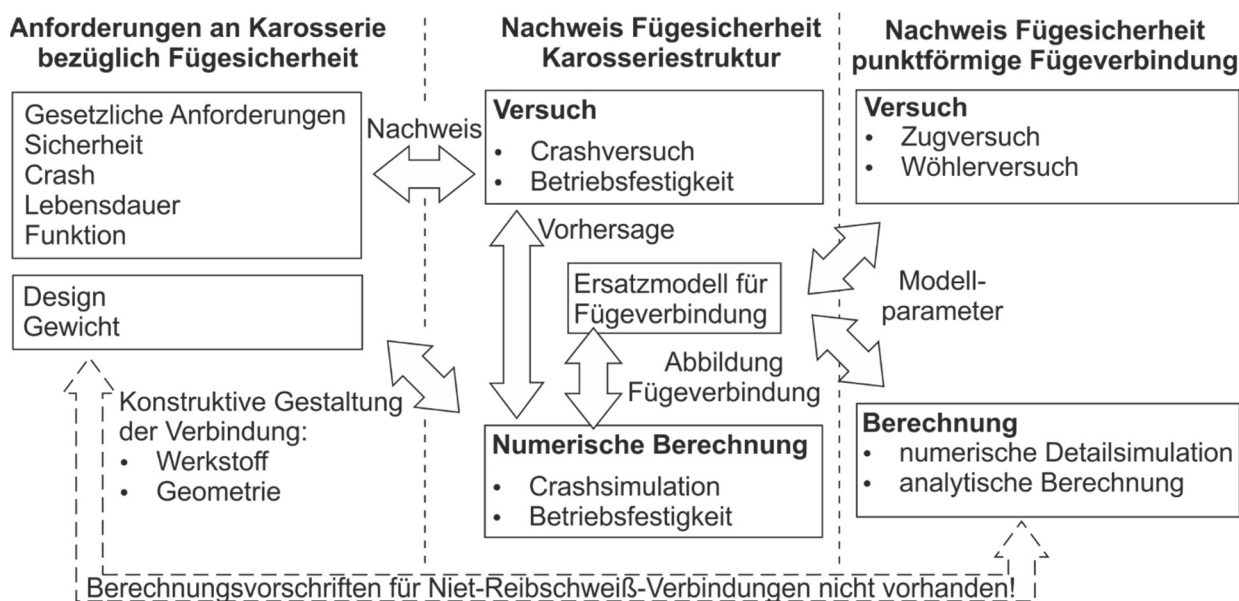 Anforderungen an Karosserie
bezüglich Fügesicherheit
Gesetzliche Anforderungen
Sicherheit
Crash
Lebensdauer
Funktion
Design
Gewicht
Konstruktive Gestaltung
der Verbindung:
• Werkstoff
• Geometrie
Nachweis
Nachweis Fügesicherheit
Karosseriestruktur
Versuch
• Crashversuch
• Betriebsfestigkeit
Vorhersage
Ersatzmodell für
Fügeverbindung
Abbildung
Fügeverbindung
Numerische Berechnung
• Crashsimulation
• Betriebsfestigkeit
Nachweis Fügesicherheit
punktförmige Fügeverbindung
Versuch
• Zugversuch
• Wöhlerversuch
Modell-
parameter
Berechnung
• numerische Detailsimulation
• analytische Berechnung
Berechnungsvorschriften für Niet-Reibschweiß-Verbindungen nicht vorhanden!